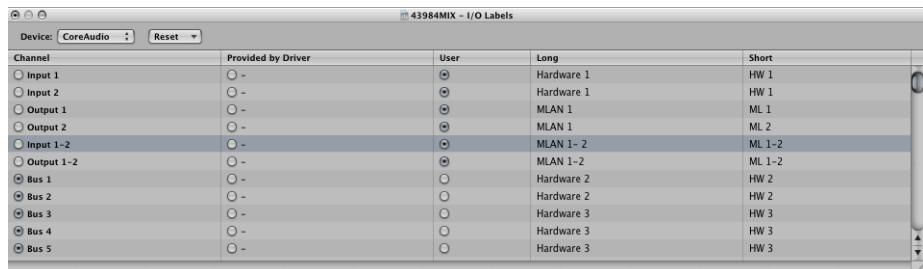 43984MIX - I/O Labels
Device: CoreAudio Reset
Channel Provided by Driver User Long Short
Input 1 - Hardware 1 HW 1
Input 2 - Hardware 1 HW 1
Output 1 - MLAN 1 ML 1
Output 2 - MLAN 1 ML 2
Input 1-2 - MLAN 1- 2 ML 1-2
Output 1-2 - MLAN 1-2 ML 1-2
Bus 1 - Hardware 2 HW 2
Bus 2 - Hardware 2 HW 2
Bus 3 - Hardware 3 HW 3
Bus 4 - Hardware 3 HW 3
Bus 5 - Hardware 3 HW 3